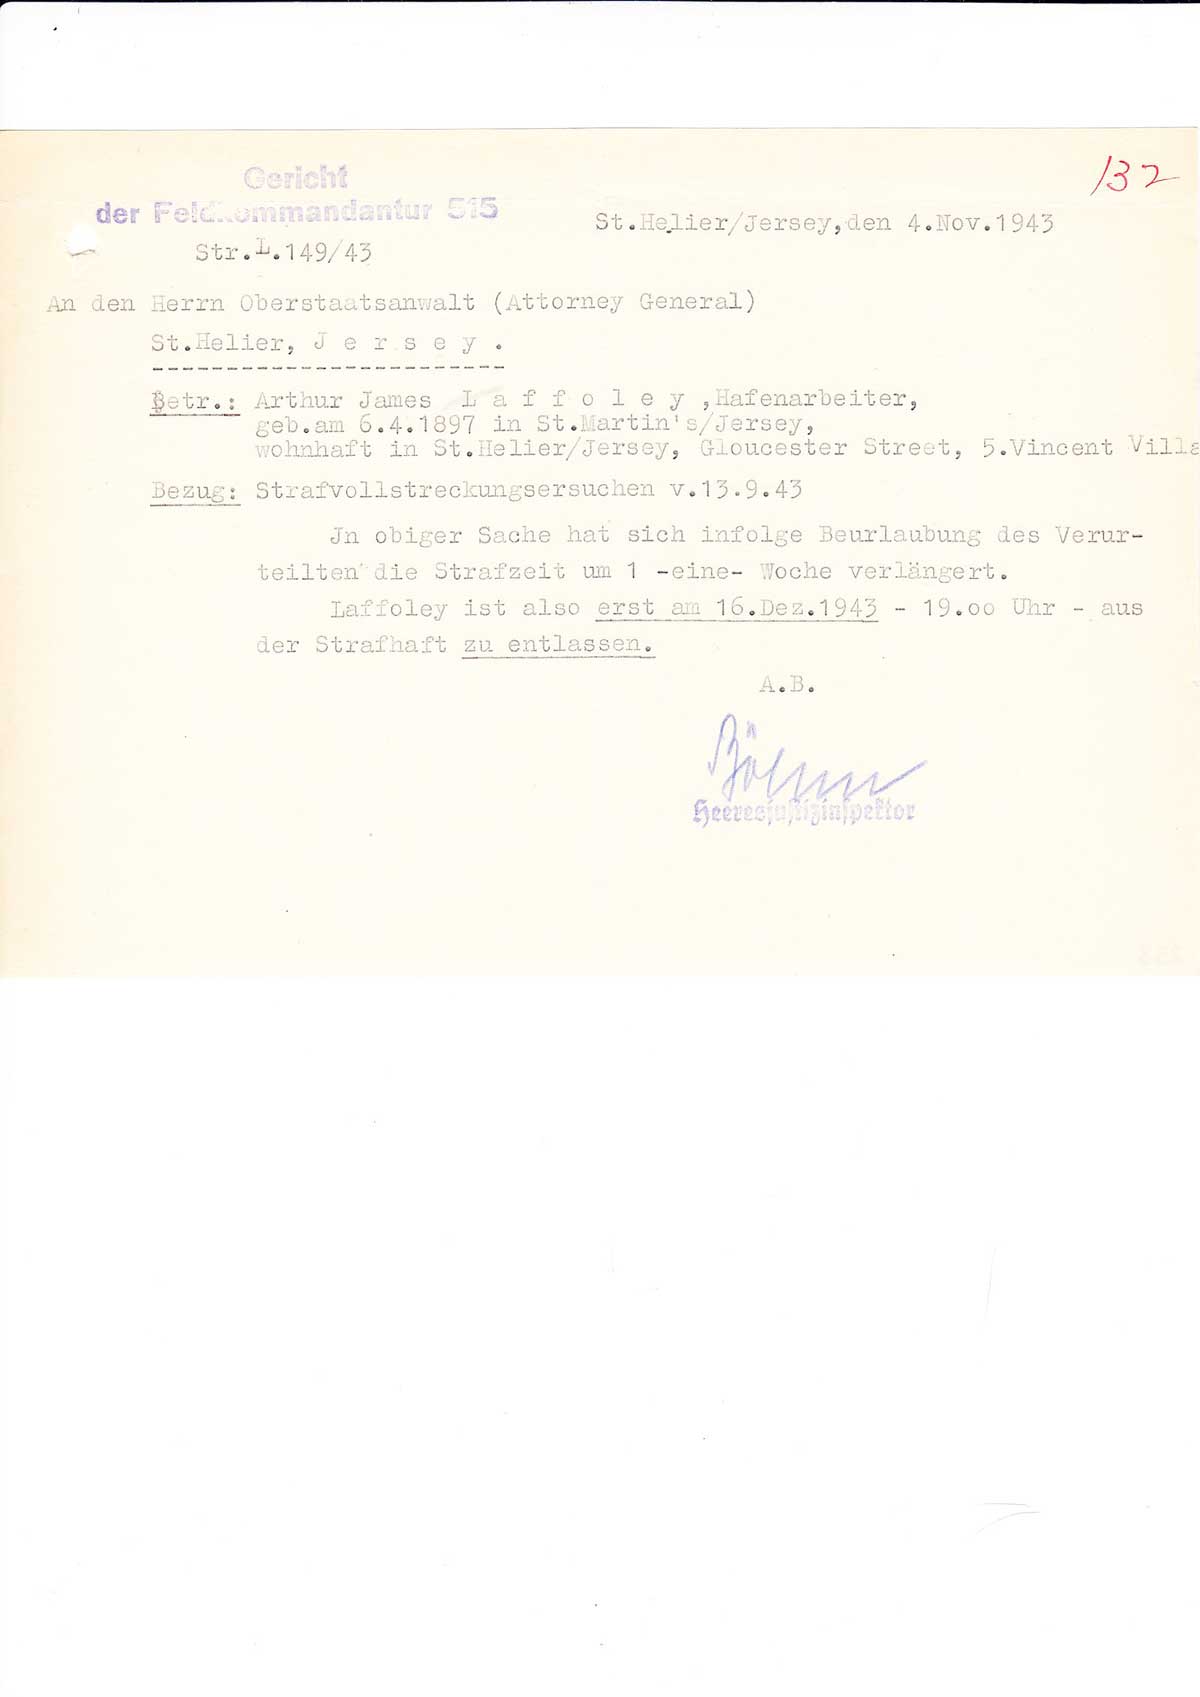 132
Gericht
der Feldkommandantur 515
St.Helier/Jersey,den 4.Nov.1943
Str.L.149/43
An den Herrn Oberstaatsanwalt (Attorney General)
St.Helier, J e r s e y .
Betr.: Arthur James L a f f o l e y ,Hafenarbeiter,
geb.am 6.4.1897 in St.Martin's/Jersey,
wohnhaft in St.Helier/Jersey, Gloucester Street, 5.Vincent Villa
Bezug: Strafvollstreckungsersuchen v.13.9.43
Jn obiger Sache hat sich infolge Beurlaubung des Verur-
teilten die Strafzeit um 1 -eine- Woche verlängert.
Laffoley ist also erst am 16.Dez.1943 - 19.oo Uhr - aus
der Strafhaft zu entlassen.
A.B.
Böhm
Heeresjustizinspektor